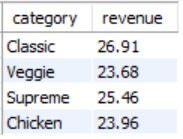 category revenue
Classic 26.91
Veggie 23.68
Supreme 25.46
Chicken 23.96